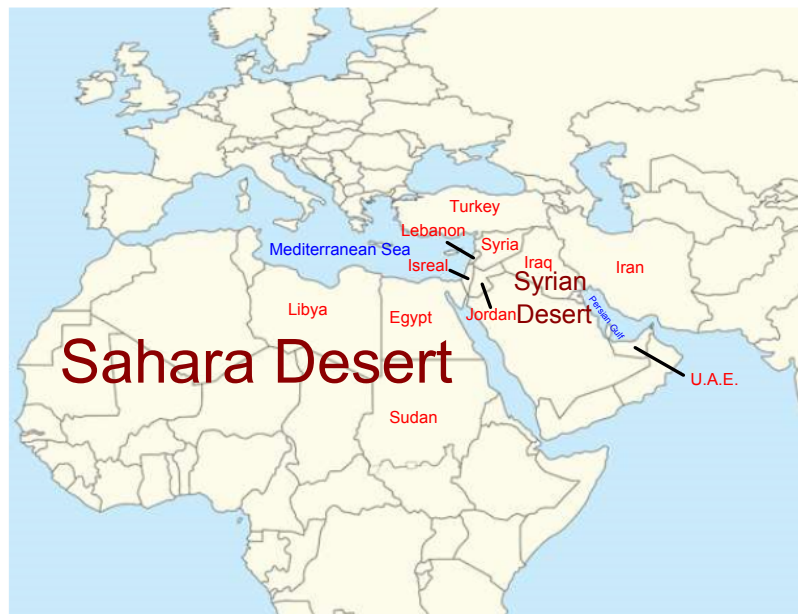 Turkey
Lebanon
Mediterranean Sea
Syria
Isreal
Iraq
Iran
Syrian
Desert
Persian Gulf
Libya
Egypt
Jordan
Sahara Desert
U.A.E.
Sudan